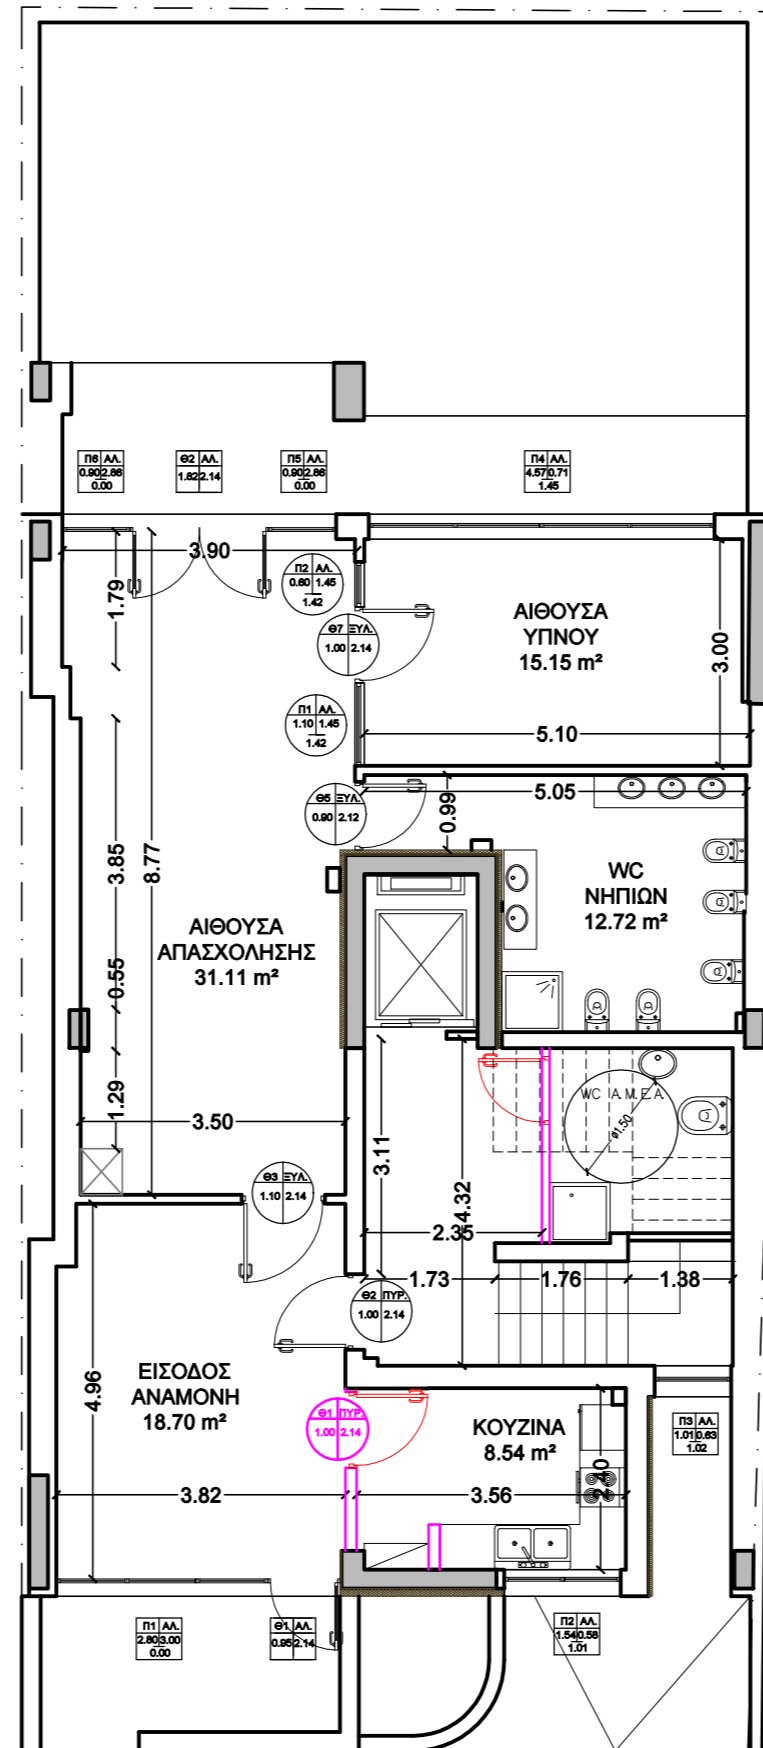 Π6 ΑΛ.
0.90 2.86
0.00
Θ2 ΑΛ.
1.82 2.14
Π5 ΑΛ.
0.90 2.86
0.00
Π4 ΑΛ.
4.57 0.71
1.45
3.90
1.79
Π2 ΑΛ.
0.60 1.45
1.42
Θ7 ΞΥΛ.
1.00 2.14
ΑΙΘΟΥΣΑ
ΥΠΝΟΥ
15.15 m²
3.00
Π1 ΑΛ.
1.10 1.45
1.42
5.10
Θ5 ΞΥΛ.
0.90 2.12
0.99
5.05
3.85
8.77
WC
ΝΗΠΙΩΝ
12.72 m²
ΑΙΘΟΥΣΑ
ΑΠΑΣΧΟΛΗΣΗΣ
31.11 m²
0.55
1.29
3.50
WC Α.Μ.Ε.Α.
ø1.50
3.11
4.32
Θ3 ΞΥΛ.
1.10 2.14
2.35
1.73
1.76
1.38
Θ2 ΠΥΡ.
1.00 2.14
4.96
ΕΙΣΟΔΟΣ
ΑΝΑΜΟΝΗ
18.70 m²
Θ1 ΠΥΡ.
1.00 2.14
ΚΟΥΖΙΝΑ
8.54 m²
Π3 ΑΛ.
1.01 0.63
1.02
2.40
3.82
3.56
Π1 ΑΛ.
2.80 3.00
0.00
Θ1 ΑΛ.
0.95 2.14
Π2 ΑΛ.
1.54 0.58
1.01